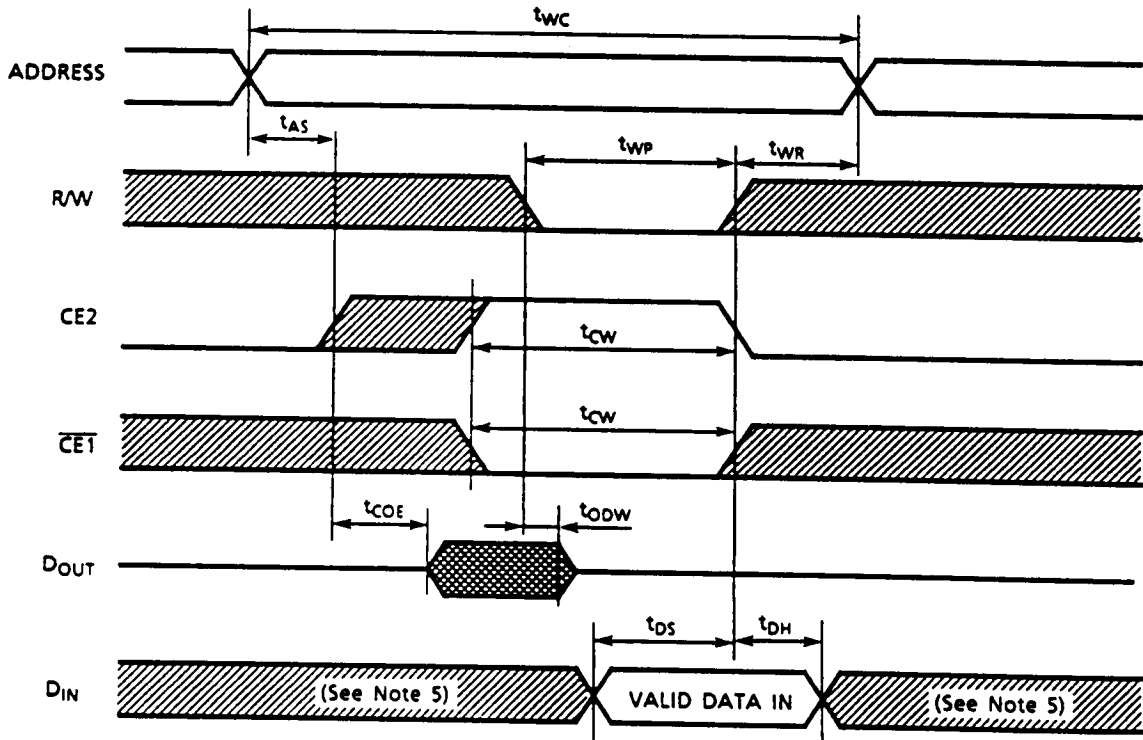 tWC
ADDRESS
tAS
tWP
tWR
R/W
CE2
tCW
CE1
tCW
tCOE
tODW
DOUT
tDS
tDH
DIN
(See Note 5)
VALID DATA IN
(See Note 5)